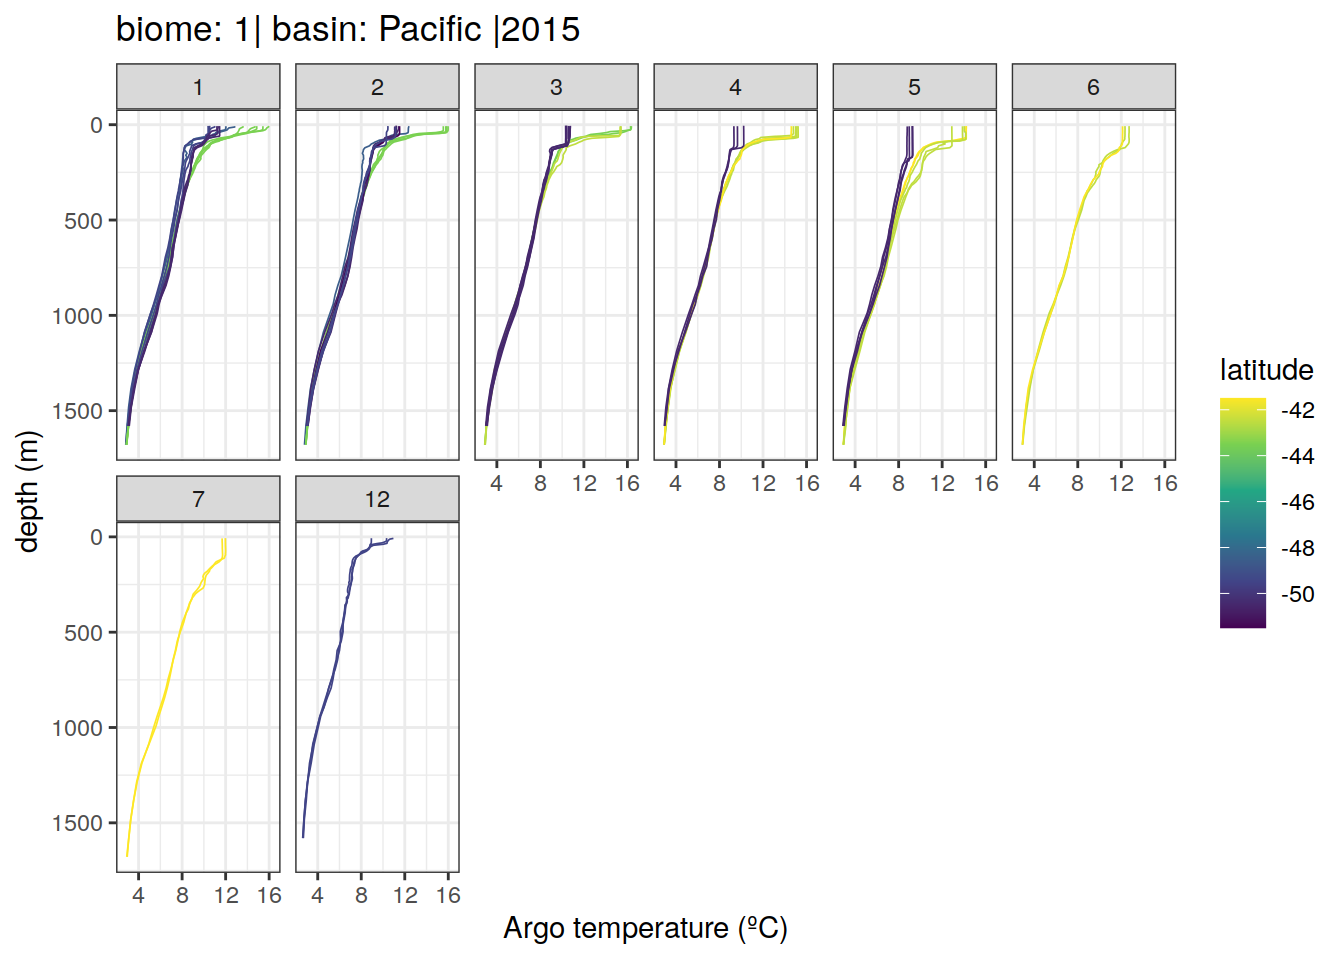 biome: 1| basin: Pacific |2015
1 2 3 4 5 6
0
500
1000
1500
4 8 12 16 4 8 12 16 4 8 12 16 4 8 12 16
7 12
0
500
1000
1500
4 8 12 16 4 8 12 16
depth (m)
Argo temperature (ºC)
latitude
-42
-44
-46
-48
-50